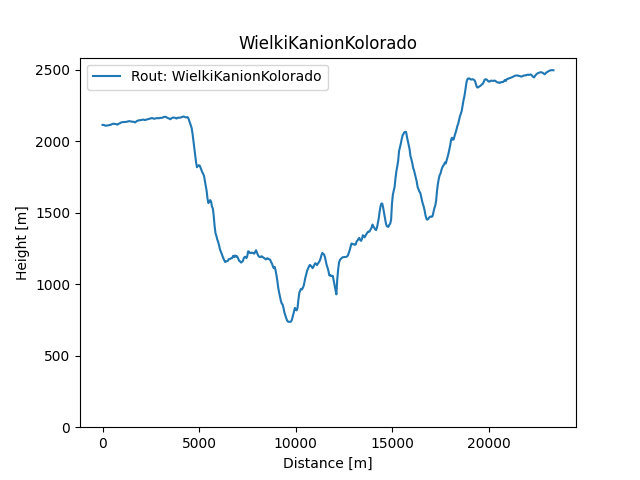 WielkiKanionKolorado
Rout: WielkiKanionKolorado
2500
2000
1500
1000
500
0
Height [m]
0 5000 10000 15000 20000
Distance [m]